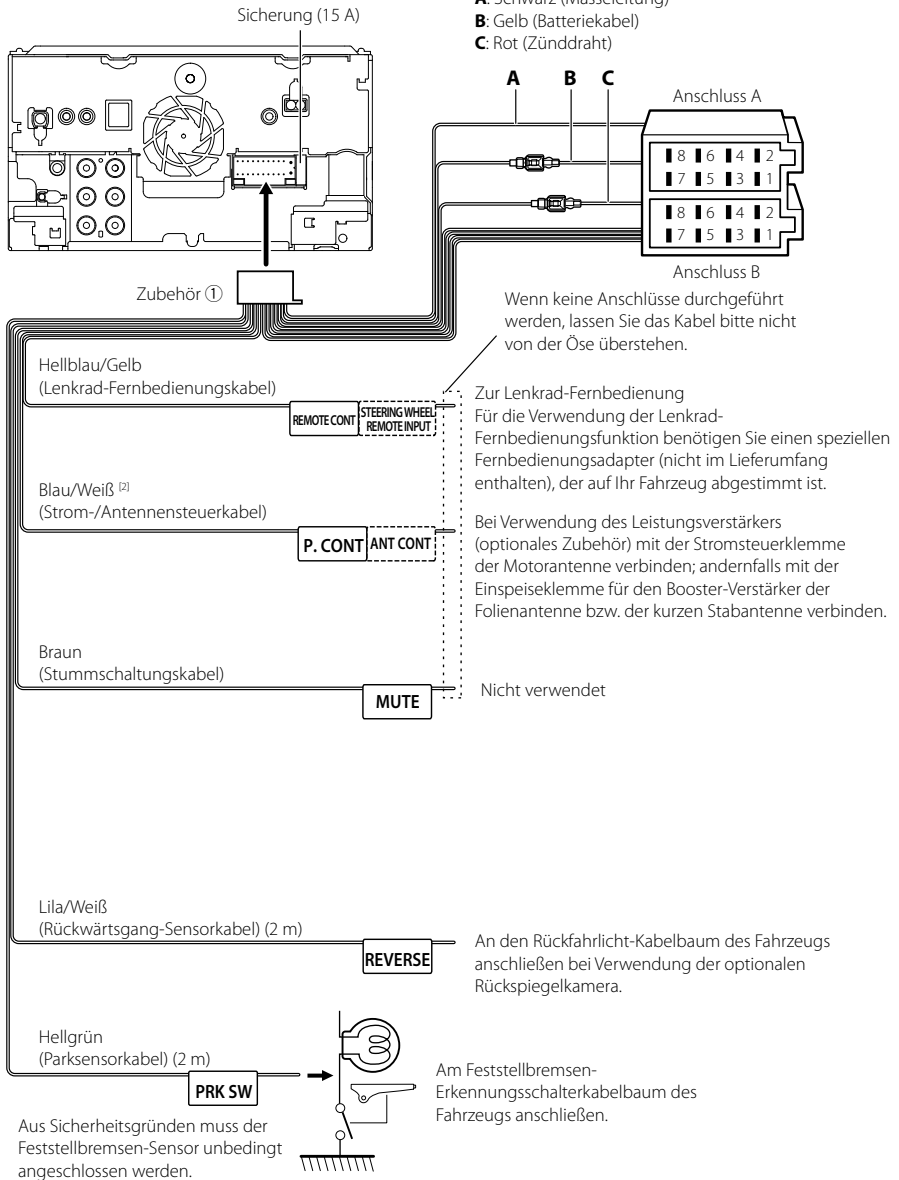 Sicherung (15 A)
A: Schwarz (Masseleitung)
B: Gelb (Batteriekabel)
C: Rot (Zünddraht)
A B C
Anschluss A
8 6 4 2
7 5 3 1
8 6 4 2
7 5 3 1
Anschluss B
Zubehör ①
Wenn keine Anschlüsse durchgeführt
werden, lassen Sie das Kabel bitte nicht
von der Öse überstehen.
Hellblau/Gelb
(Lenkrad-Fernbedienungskabel)
REMOTE CONT
STEERING WHEEL
REMOTE INPUT
Zur Lenkrad-Fernbedienung
Für die Verwendung der Lenkrad-
Fernbedienungsfunktion benötigen Sie einen speziellen
Fernbedienungsadapter (nicht im Lieferumfang
enthalten), der auf Ihr Fahrzeug abgestimmt ist.
Blau/Weiß [2]
(Strom-/Antennensteuerkabel)
P. CONT
ANT CONT
Bei Verwendung des Leistungsverstärkers
(optionales Zubehör) mit der Stromsteuerklemme
der Motorantenne verbinden; andernfalls mit der
Einspeiseklemme für den Booster-Verstärker der
Folienantenne bzw. der kurzen Stabantenne verbinden.
Braun
(Stummschaltungskabel)
MUTE
Nicht verwendet
Lila/Weiß
(Rückwärtsgang-Sensorkabel) (2 m)
REVERSE
An den Rückfahrlicht-Kabelbaum des Fahrzeugs
anschließen bei Verwendung der optionalen
Rückspiegelkamera.
Hellgrün
(Parksensorkabel) (2 m)
PRK SW
Am Feststellbremsen-
Erkennungsschalterkabelbaum des
Fahrzeugs anschließen.
Aus Sicherheitsgründen muss der
Feststellbremsen-Sensor unbedingt
angeschlossen werden.